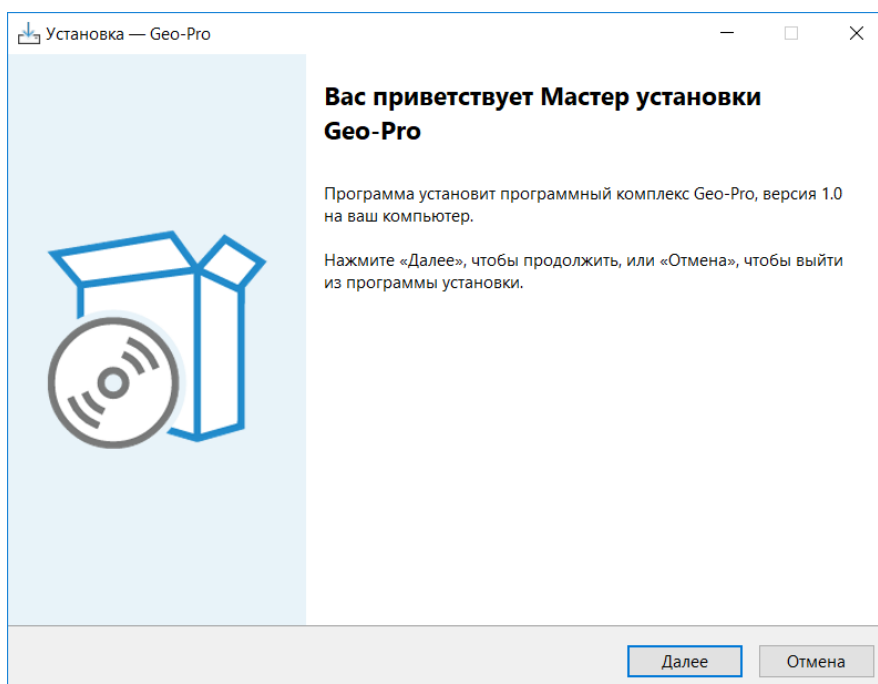 Установка — Geo-Pro
Вас приветствует Мастер установки
Geo-Pro
Программа установит программный комплекс Geo-Pro, версия 1.0
на ваш компьютер.
Нажмите «Далее», чтобы продолжить, или «Отмена», чтобы выйти
из программы установки.
Далее
Отмена